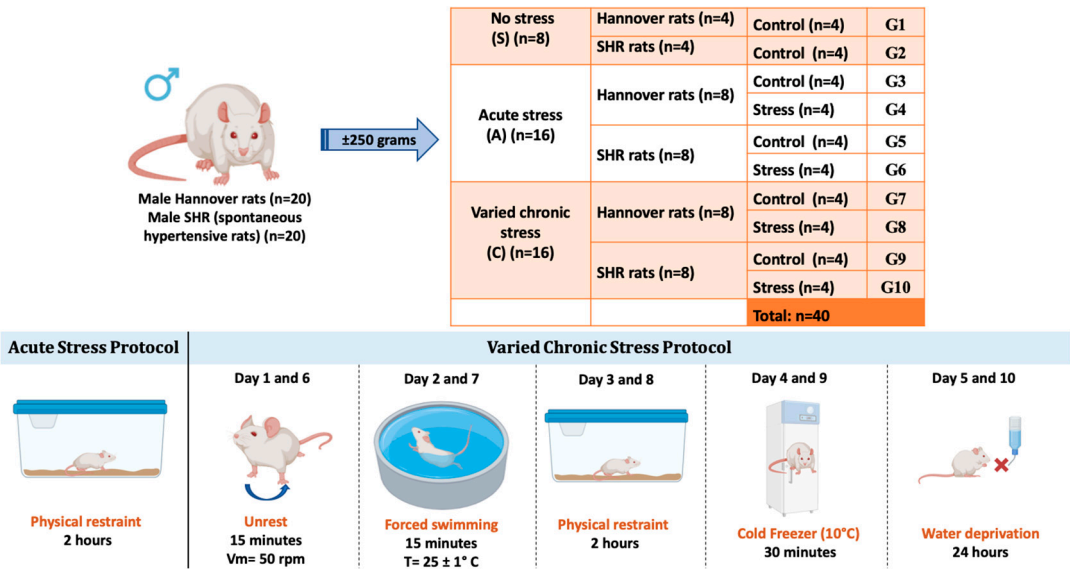 Male Hannover rats (n=20)
Male SHR (spontaneous
hypertensive rats) (n=20)
±250 grams
No stress
(S) (n=8)
Hannover rats (n=4)
Control (n=4)
G1
SHR rats (n=4)
Control (n=4)
G2
Acute stress
(A) (n=16)
Hannover rats (n=8)
Control (n=4)
G3
Stress (n=4)
G4
SHR rats (n=8)
Control (n=4)
G5
Stress (n=4)
G6
Varied chronic
stress
(C) (n=16)
Hannover rats (n=8)
Control (n=4)
G7
Stress (n=4)
G8
SHR rats (n=8)
Control (n=4)
G9
Stress (n=4)
G10
Total: n=40
Acute Stress Protocol
Physical restraint
2 hours
Varied Chronic Stress Protocol
Day 1 and 6
Unrest
15 minutes
Vm= 50 rpm
Day 2 and 7
Forced swimming
15 minutes
T= 25 ± 1° C
Day 3 and 8
Physical restraint
2 hours
Day 4 and 9
Cold Freezer (10°C)
30 minutes
Day 5 and 10
Water deprivation
24 hours